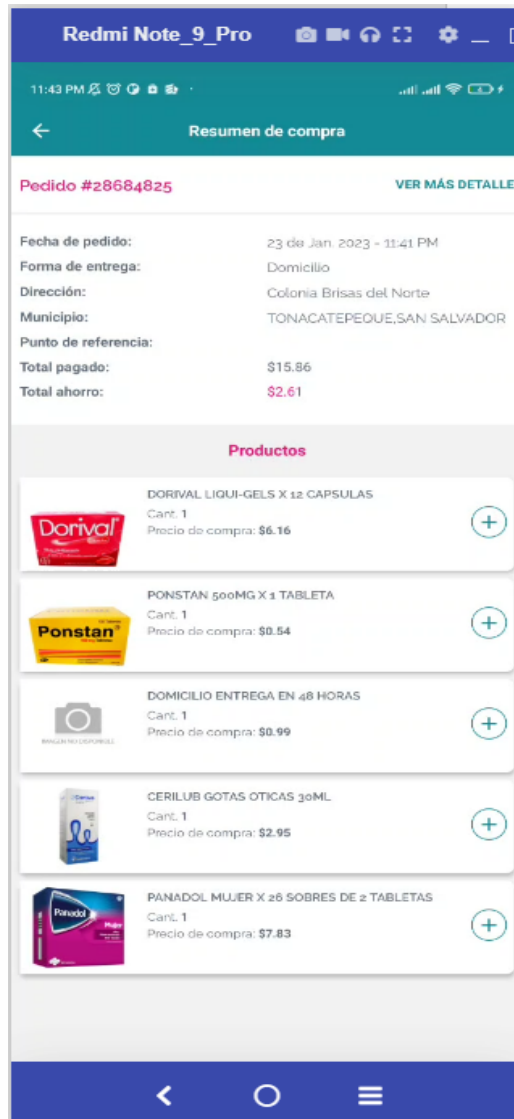 Redmi Note_9_Pro
11:43 PM
Resumen de compra
Pedido #28684825
VER MÁS DETALLE
Fecha de pedido: 23 de Jan. 2023 - 11:41 PM
Forma de entrega: Domicilio
Dirección: Colonia Brisas del Norte
Municipio: TONACATEPEQUE,SAN SALVADOR
Punto de referencia:
Total pagado: $15.86
Total ahorro: $2.61
Productos
Dorival
DORIVAL LIQUI-GELS X 12 CAPSULAS
Cant. 1
Precio de compra: $6.16
Ponstan
PONSTAN 500MG X 1 TABLETA
Cant. 1
Precio de compra: $0.54
IMAGEN NO DISPONIBLE
DOMICILIO ENTREGA EN 48 HORAS
Cant. 1
Precio de compra: $0.99
CERILUB GOTAS OTICAS 30ML
Cant. 1
Precio de compra: $2.95
Panadol
Mujer
PANADOL MUJER X 26 SOBRES DE 2 TABLETAS
Cant. 1
Precio de compra: $7.83